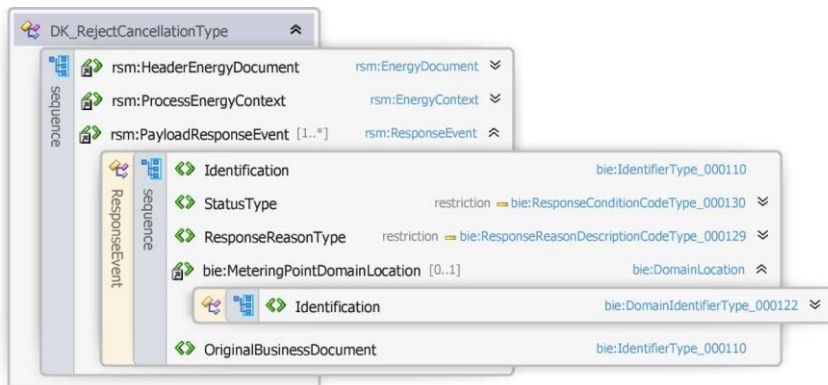 DK_RejectCancellationType
sequence
rsm:HeaderEnergyDocument rsm:EnergyDocument
rsm:ProcessEnergyContext rsm:EnergyContext
rsm:PayloadResponseEvent [1..*] rsm:ResponseEvent
ResponseEvent
sequence
Identification bie:IdentifierType_000110
StatusType restriction bie:ResponseConditionCodeType_000130
ResponseReasonType restriction bie:ResponseReasonDescriptionCodeType_000129
bie:MeteringPointDomainLocation [0..1] bie:DomainLocation
Identification bie:DomainIdentifierType_000122
OriginalBusinessDocument bie:IdentifierType_000110